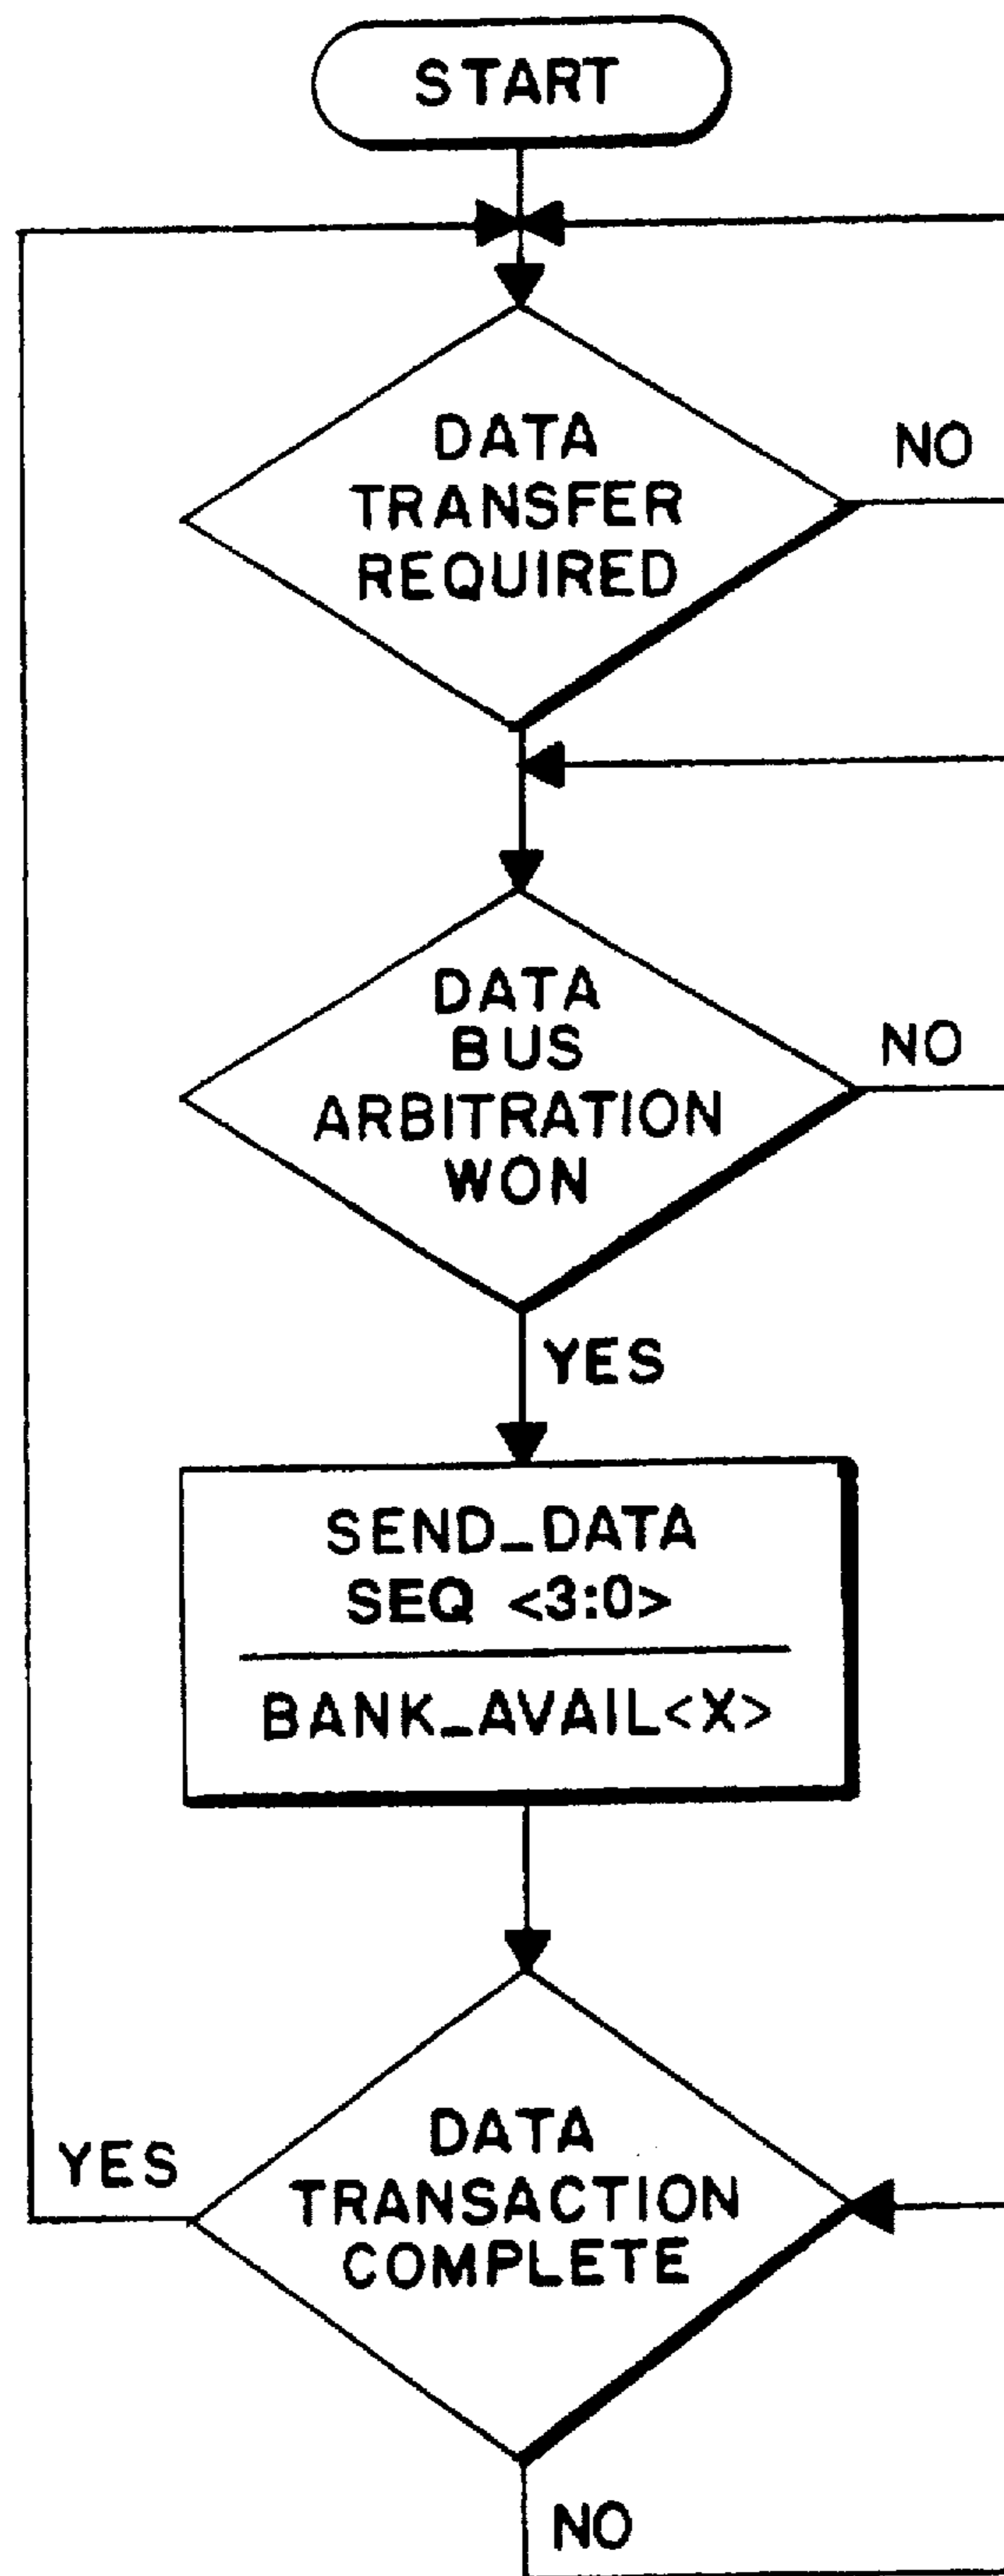 START
DATA
TRANSFER
REQUIRED
NO
DATA
BUS
ARBITRATION
WON
NO
YES
SEND_DATA
SEQ <3:0>
BANK_AVAIL<X>
DATA
TRANSACTION
COMPLETE
YES
NO